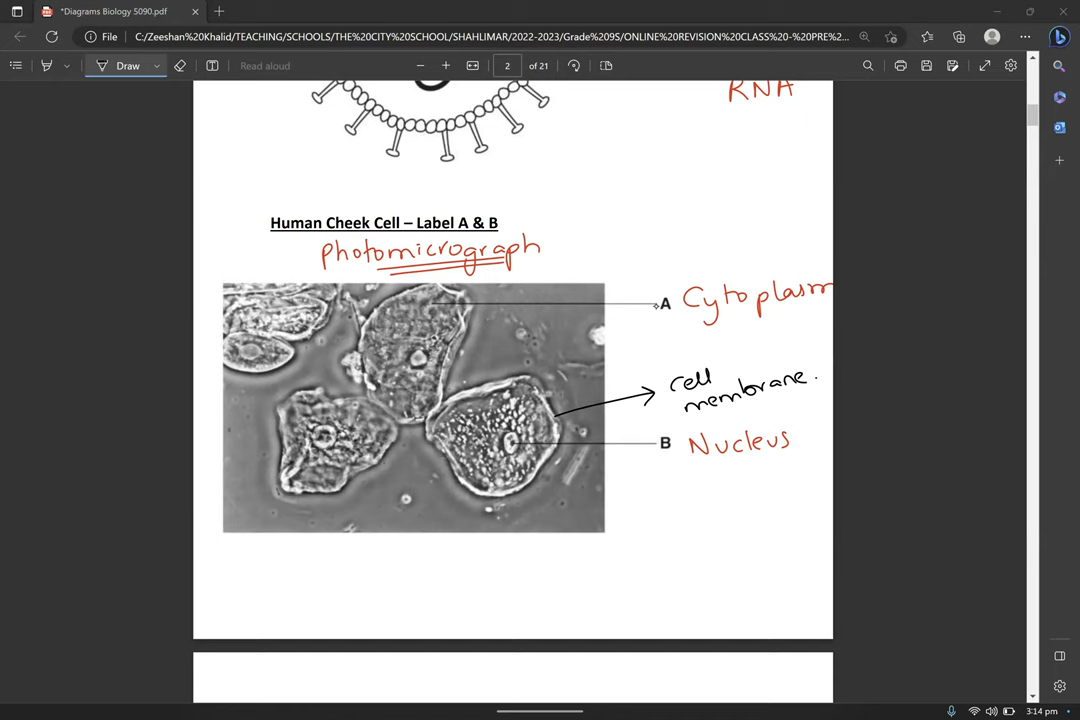 *Diagrams Biology 5090.pdf
File
C:/Zeeshan%20Khalid/TEACHING/SCHOOLS/THE%20CITY%20SCHOOL/SHAHLIMAR/2022-2023/Grade%209S/ONLINE%20REVISION%20CLASS%20-%20PRE%2...
Draw
Read aloud
2
of 21
RNA
Human Cheek Cell – Label A & B
Photomicrograph
A Cytoplasm
cell
membrane.
B Nucleus
3:14 pm